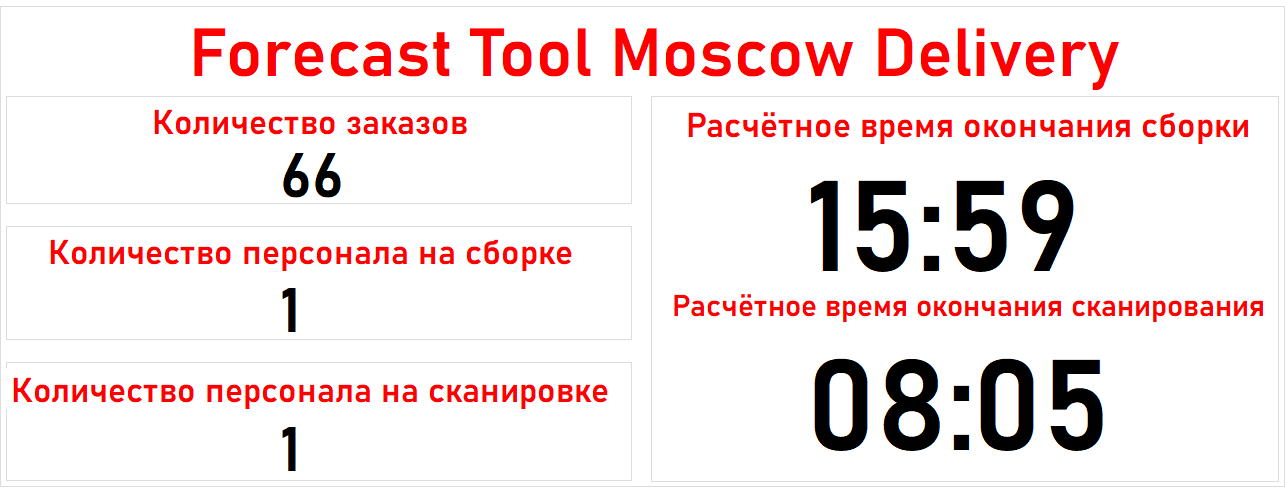 Forecast Tool Moscow Delivery
Количество заказов
66
Количество персонала на сборке
1
Количество персонала на сканировке
1
Расчётное время окончания сборки
15:59
Расчётное время окончания сканирования
08:05